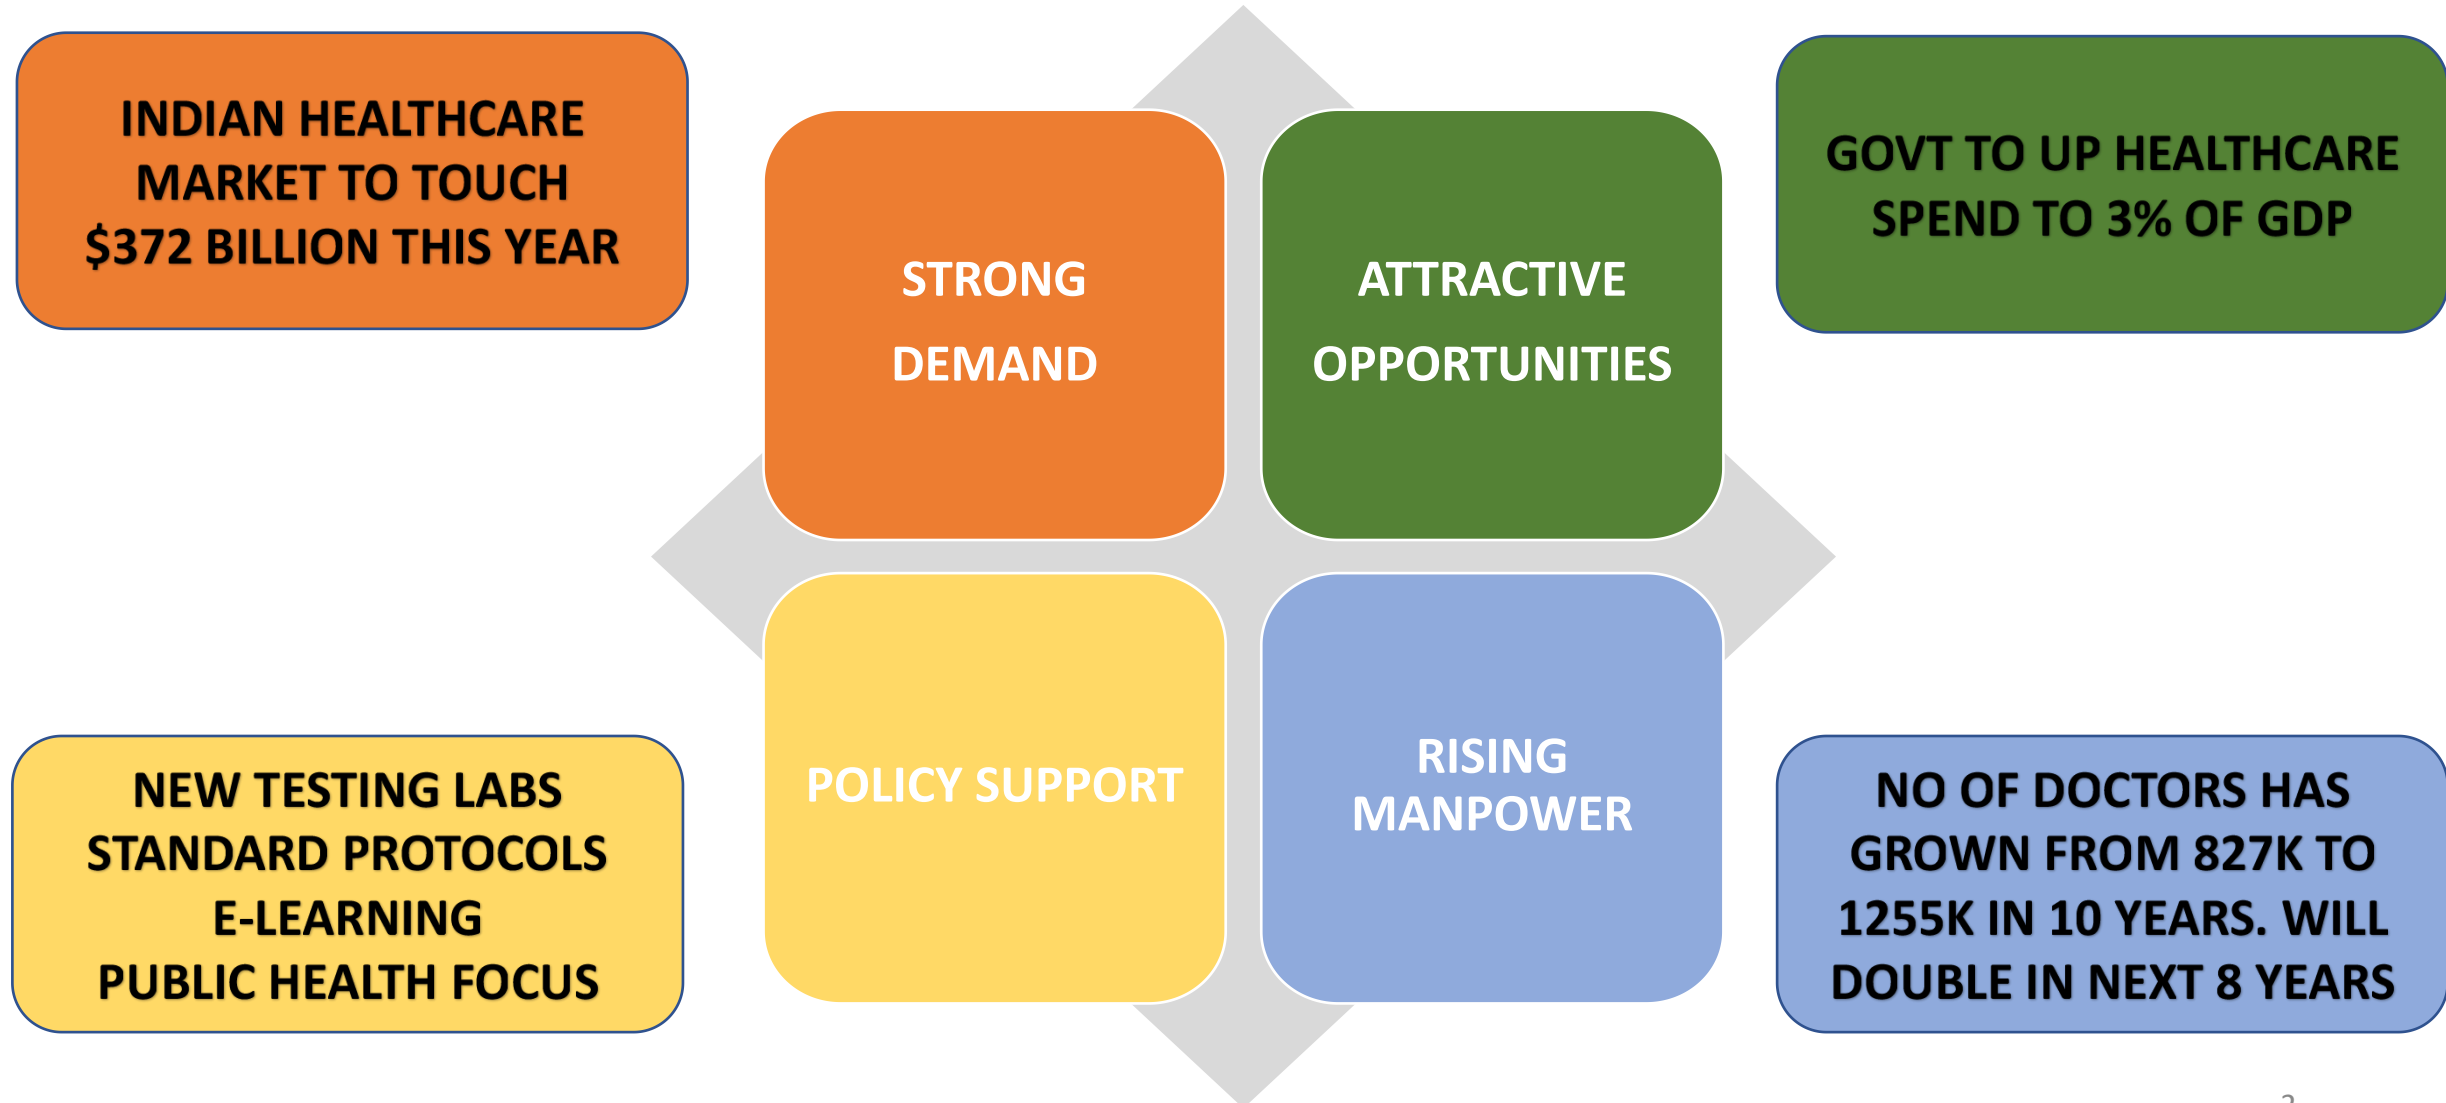 INDIAN HEALTHCARE
MARKET TO TOUCH
$372 BILLION THIS YEAR
STRONG
DEMAND
ATTRACTIVE
OPPORTUNITIES
GOVT TO UP HEALTHCARE
SPEND TO 3% OF GDP
NEW TESTING LABS
STANDARD PROTOCOLS
E-LEARNING
PUBLIC HEALTH FOCUS
POLICY SUPPORT
RISING
MANPOWER
NO OF DOCTORS HAS
GROWN FROM 827K TO
1255K IN 10 YEARS. WILL
DOUBLE IN NEXT 8 YEARS